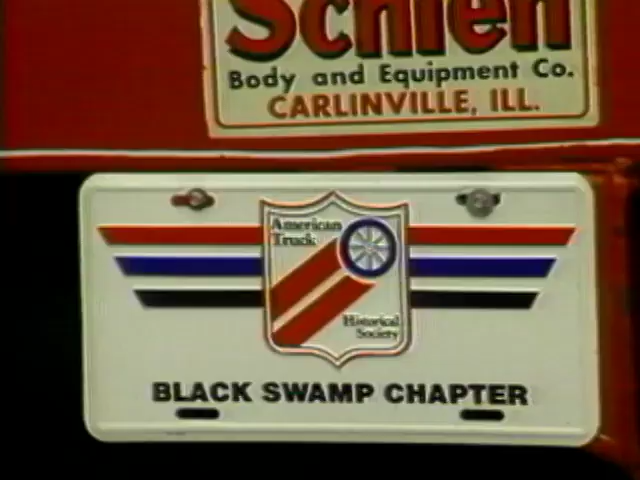 Schien
Body and Equipment Co.
CARLINVILLE, ILL.
American
Truck
Historical
Society
BLACK SWAMP CHAPTER